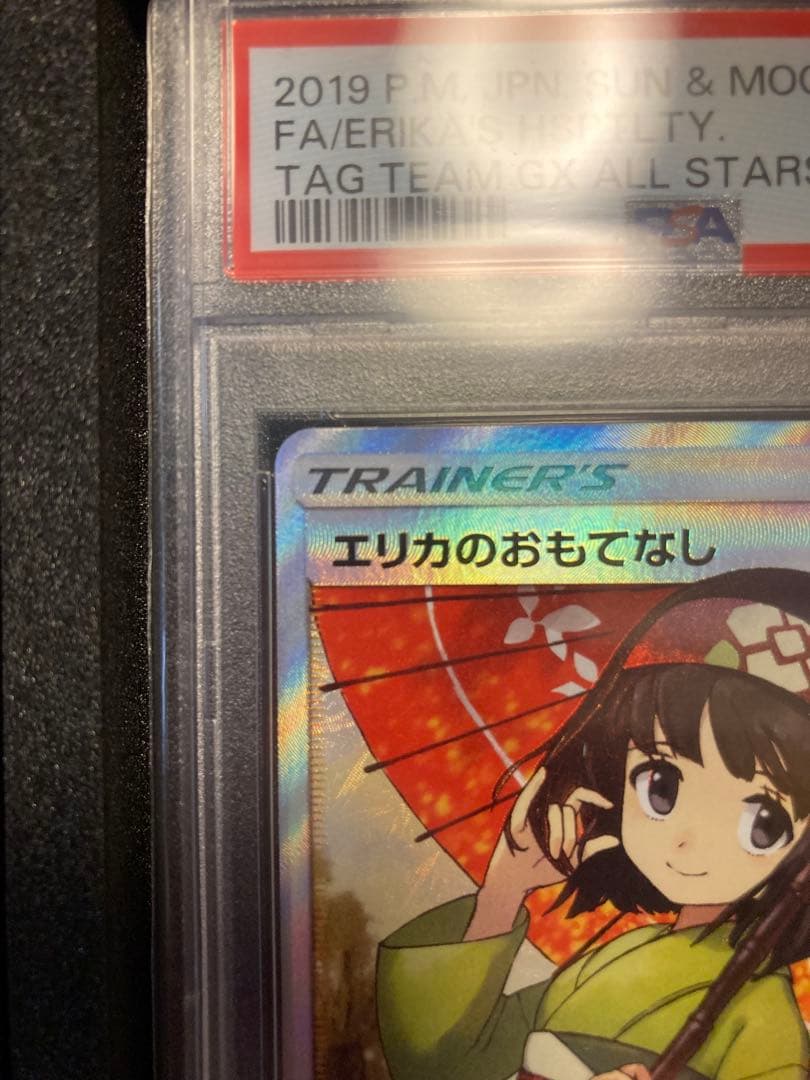 2019 P.M. JPN. SUN & MOO
FA/ERIKA'S HSPTLTY.
TAG TEAM GX ALL STARS
PSA
TRAINER'S
エリカのおもてなし